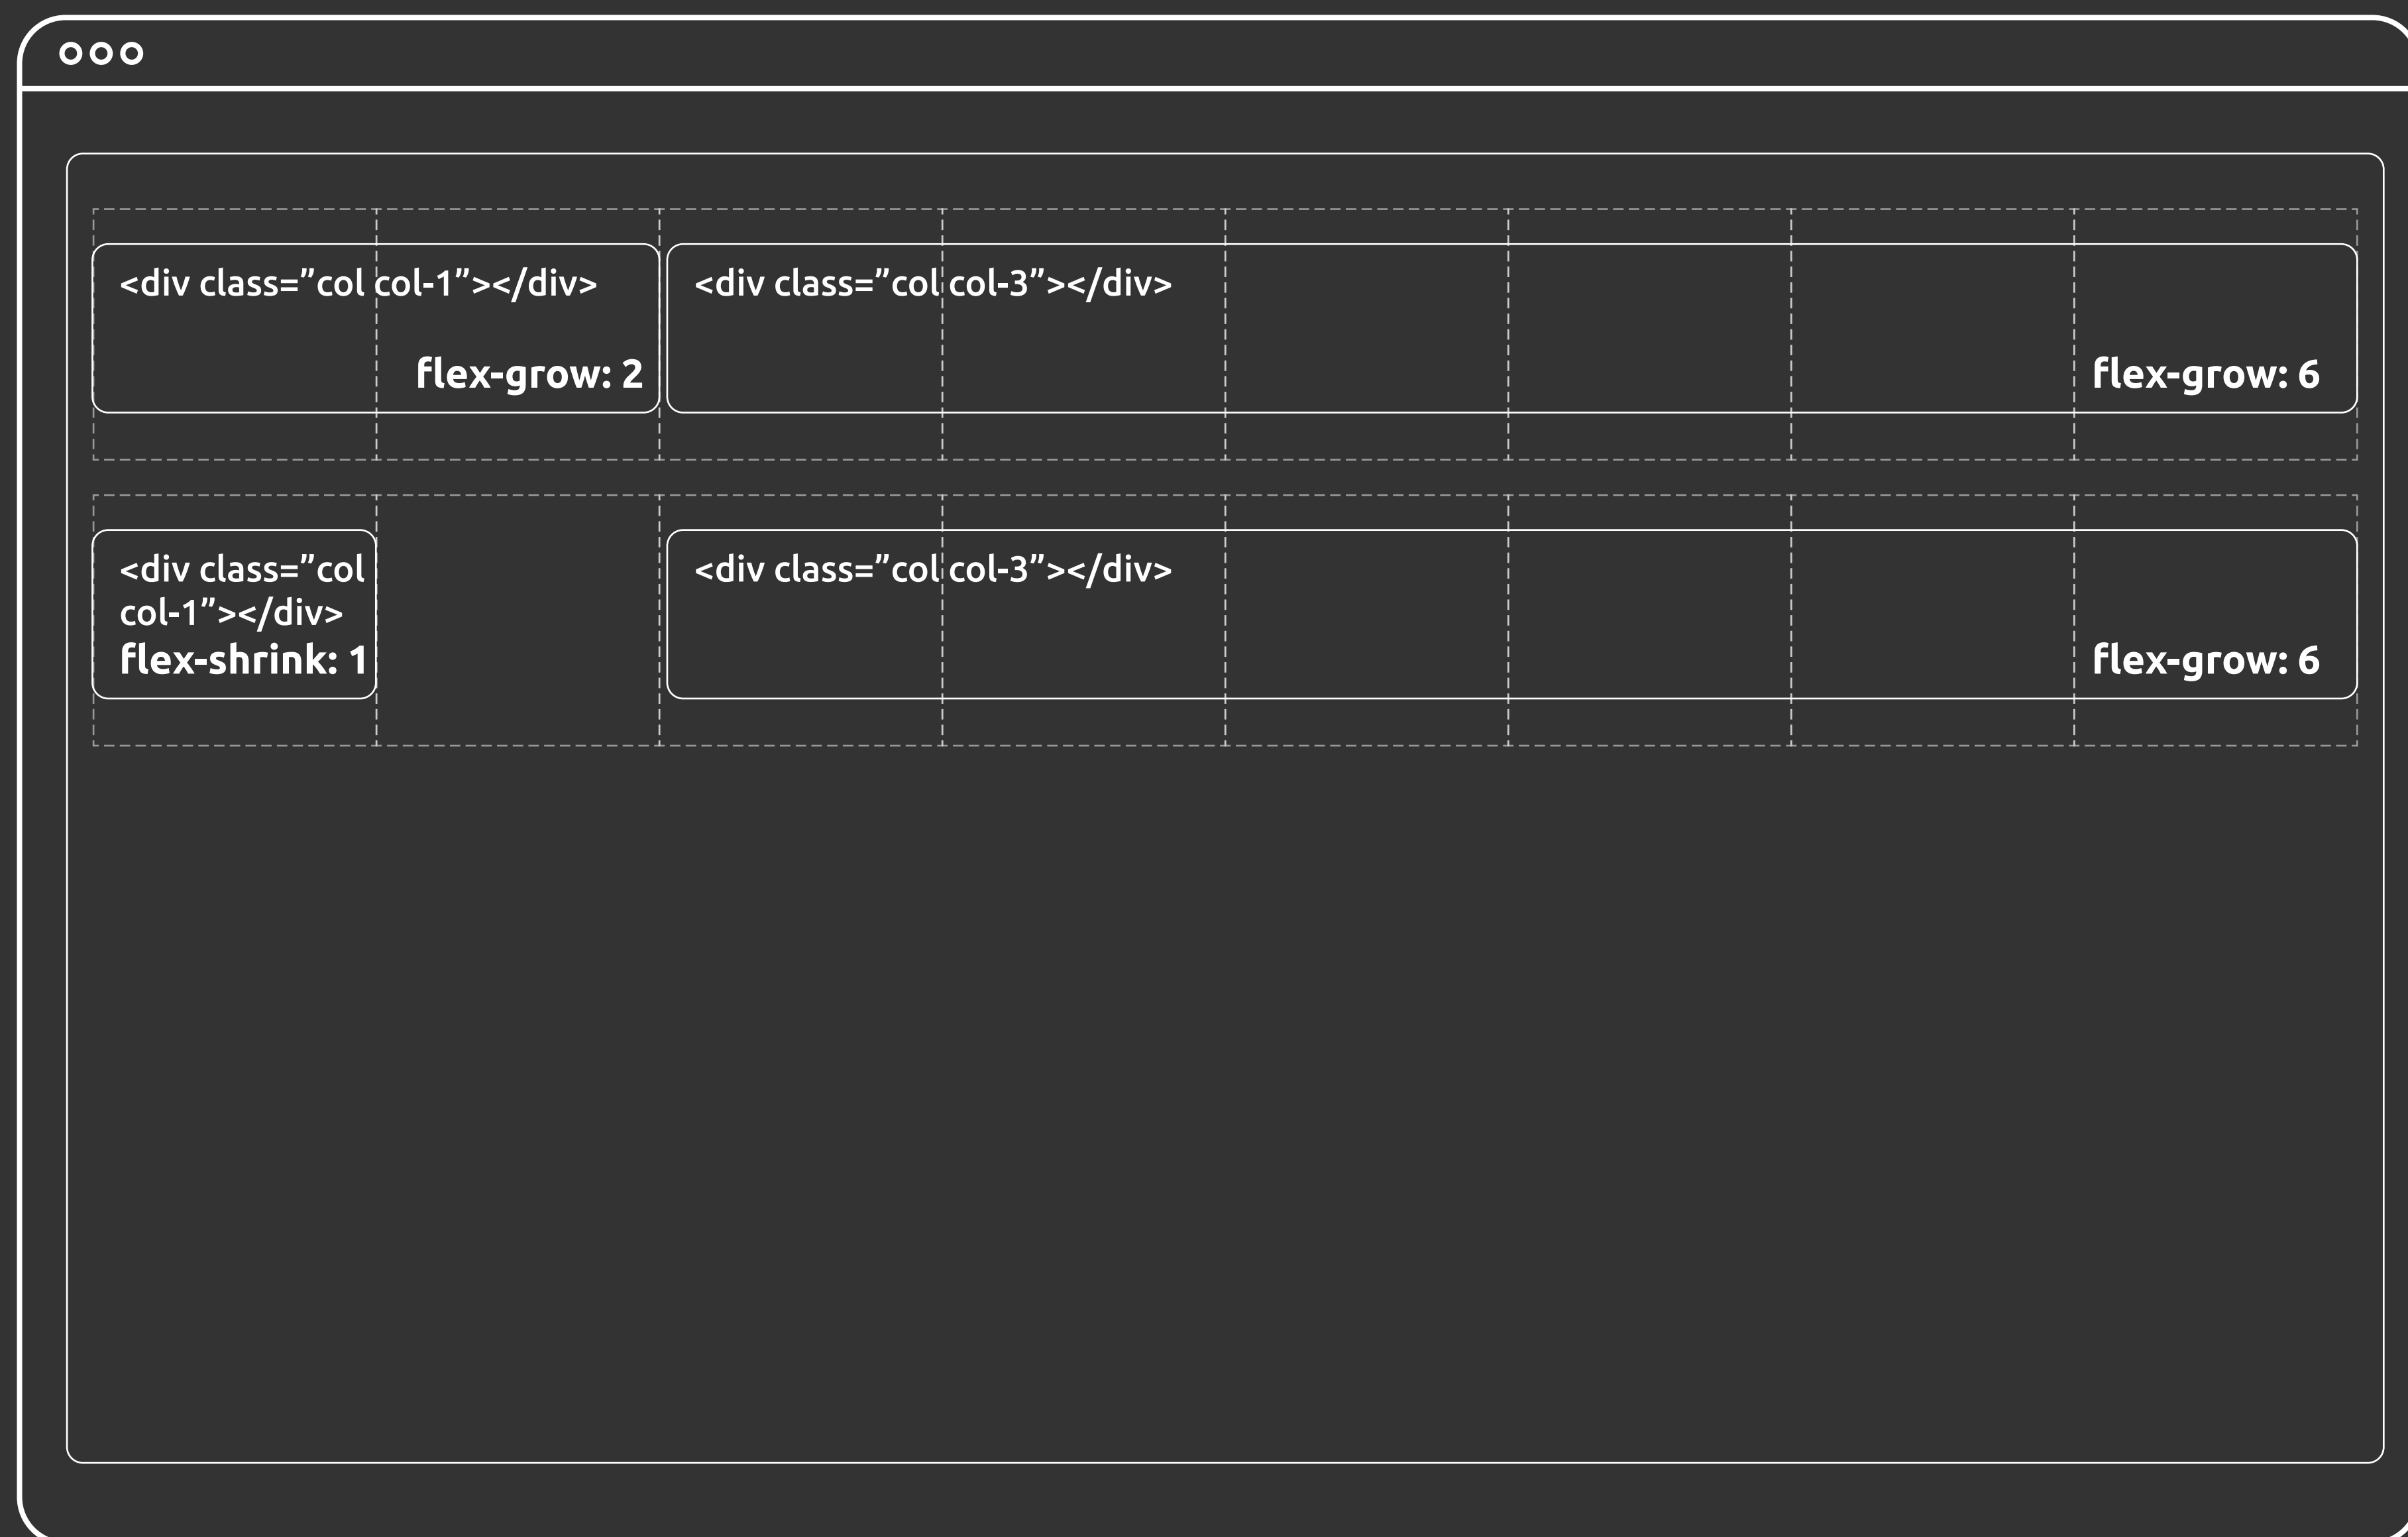 <div class=”col col-1”></div>
flex-grow: 2
<div class=”col col-3”></div>
flex-grow: 6
<div class=”col
col-1”></div>
flex-shrink: 1
<div class=”col col-3”></div>
flex-grow: 6